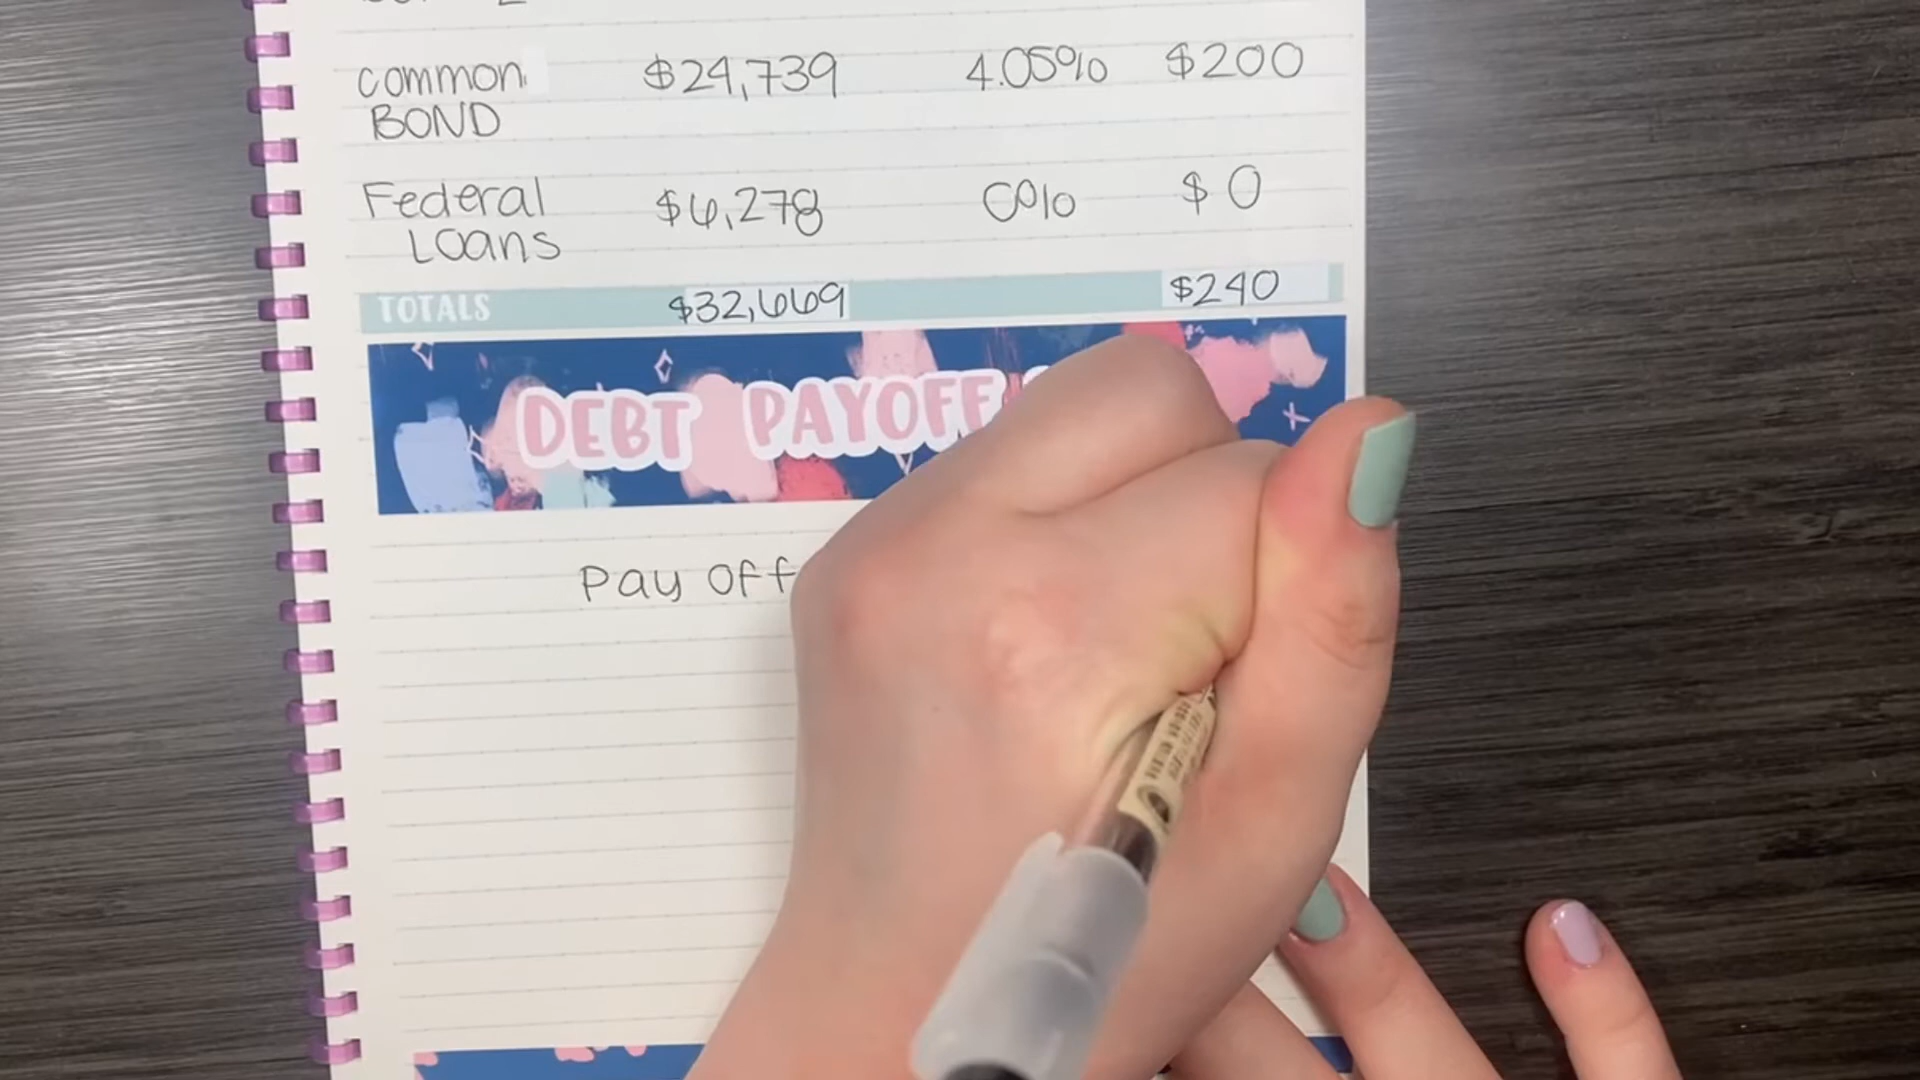 common $24,739 4.05% $200
BOND
Federal $6,278 0% $0
Loans
TOTALS $32,669 $240
DEBT PAYOFF
Pay off